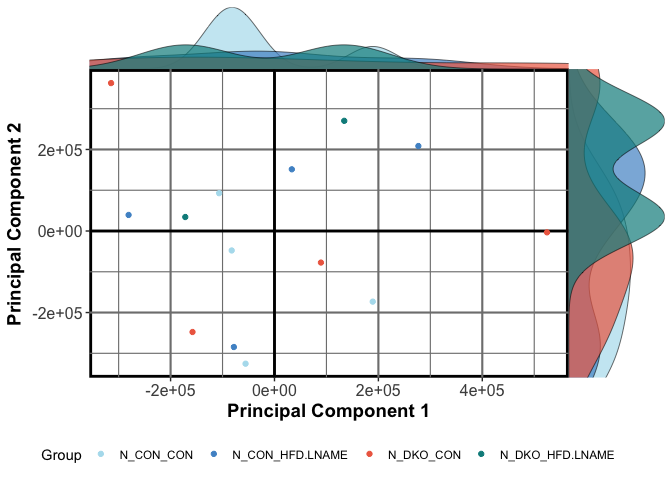 Principal Component 2
2e+05
0e+00
-2e+05
-2e+05 0e+00 2e+05 4e+05
Principal Component 1
Group N_CON_CON N_CON_HFD.LNAME N_DKO_CON N_DKO_HFD.LNAME